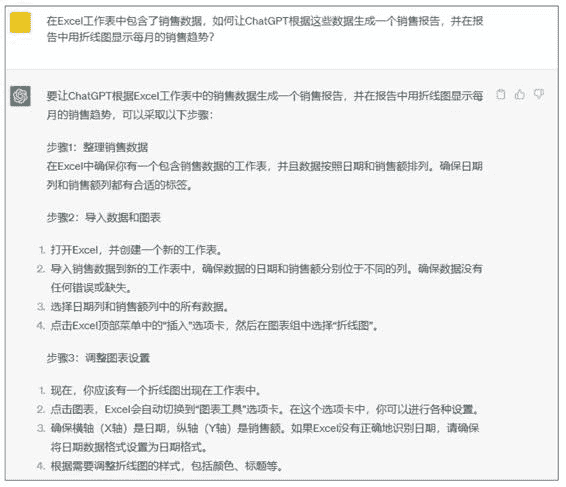 在Excel工作表中包含了销售数据，如何让ChatGPT根据这些数据生成一个销售报告，并在报
告中用折线图显示每月的销售趋势？
要让ChatGPT根据Excel工作表中的销售数据生成一个销售报告，并在报告中用折线图显示每
月的销售趋势，可以采取以下步骤：
步骤1：整理销售数据
在Excel中确保你有一个包含销售数据的工作表，并且数据按照日期和销售额排列。确保日期
列和销售额列都有合适的标签。
步骤2：导入数据和图表
1. 打开Excel，并创建一个新的工作表。
2. 导入销售数据到新的工作表中，确保数据的日期和销售额分别位于不同的列。确保数据没有
任何错误或缺失。
3. 选择日期列和销售额列中的所有数据。
4. 点击Excel顶部菜单中的“插入”选项卡，然后在图表组中选择“折线图”。
步骤3：调整图表设置
1. 现在，你应该有一个折线图出现在工作表中。
2. 点击图表，Excel会自动切换到“图表工具”选项卡。在这个选项卡中，你可以进行各种设置。
3. 确保横轴（X轴）是日期，纵轴（Y轴）是销售额。如果Excel没有正确地识别日期，请确保
将日期数据格式设置为日期格式。
4. 根据需要调整折线图的样式，包括颜色、标题等。